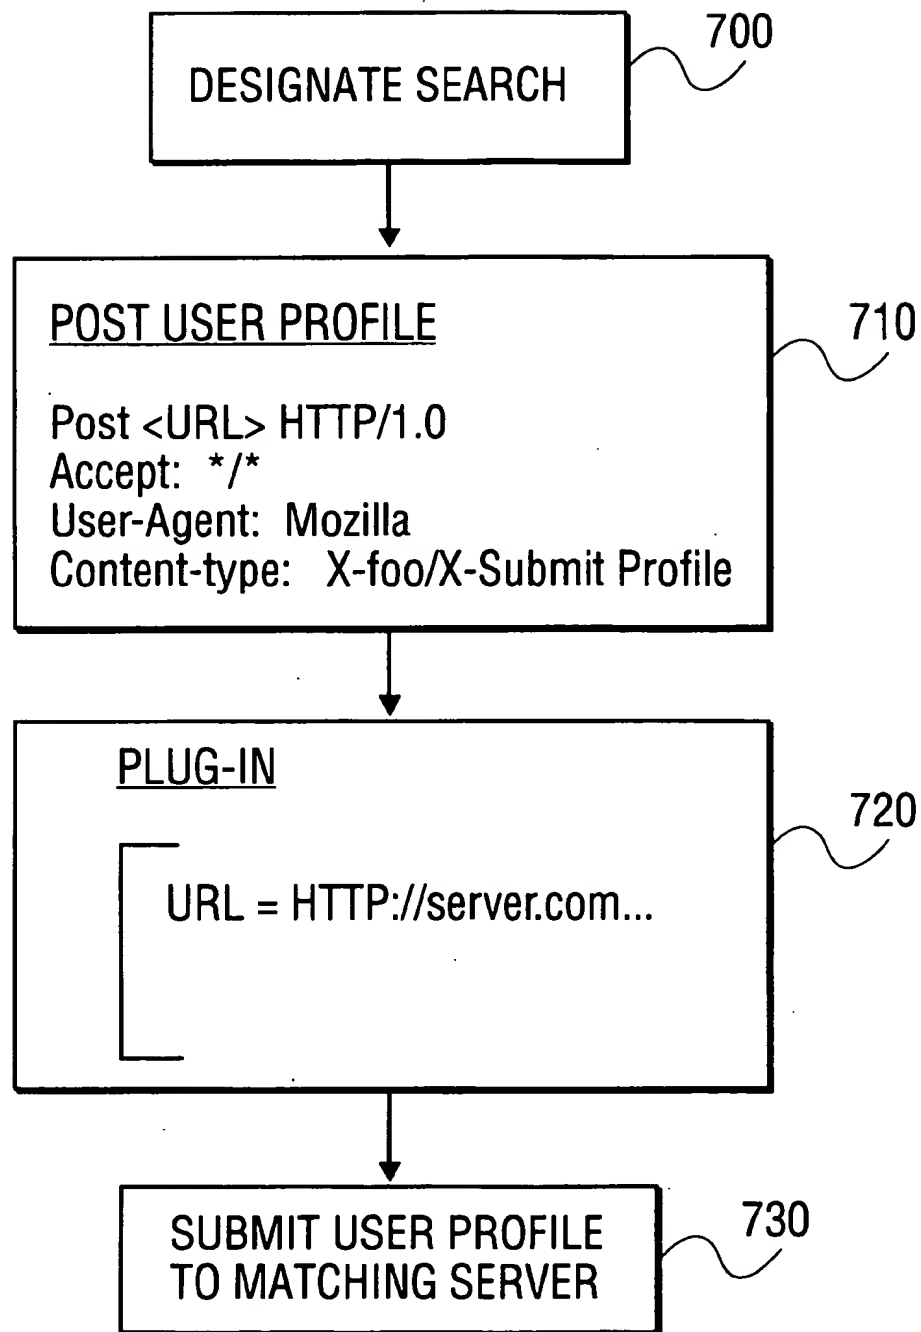 700
DESIGNATE SEARCH
POST USER PROFILE
710
Post <URL> HTTP/1.0
Accept: */*
User-Agent: Mozilla
Content-type: X-foo/X-Submit Profile
PLUG-IN
720
URL = HTTP://server.com...
730
SUBMIT USER PROFILE
TO MATCHING SERVER